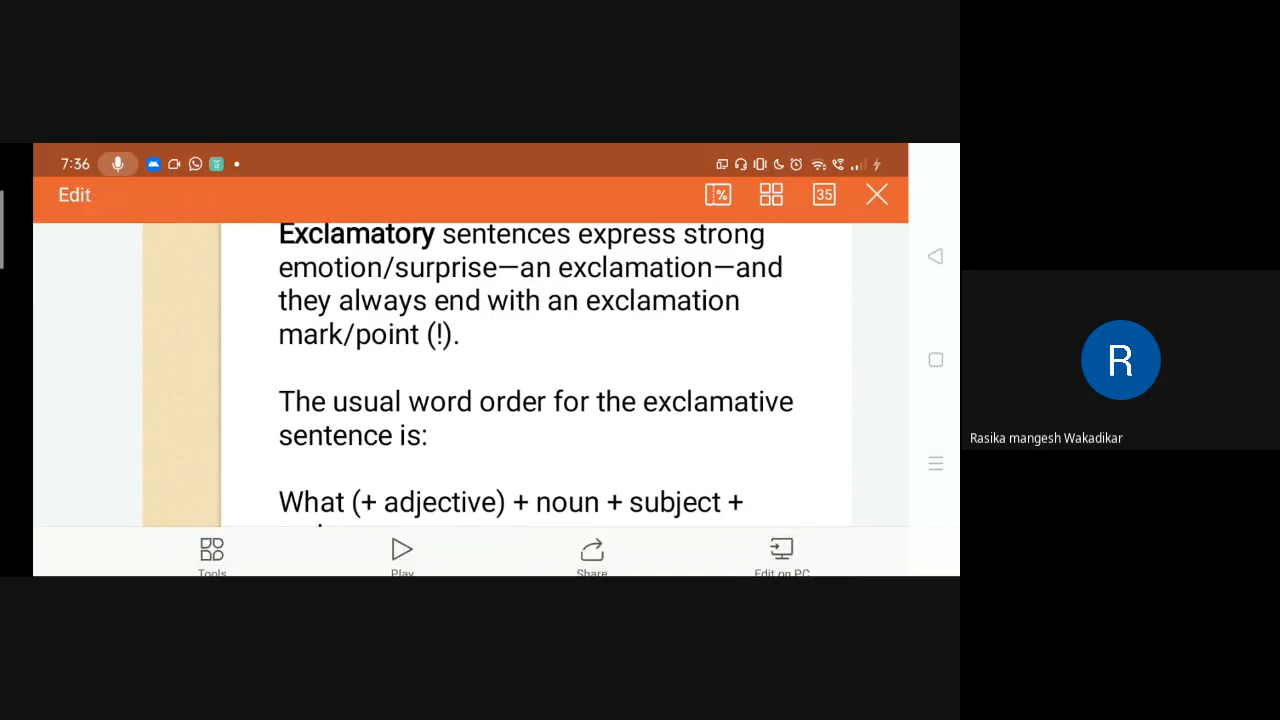 7:36
Edit
%
35
Exclamatory sentences express strong
emotion/surprise—an exclamation—and
they always end with an exclamation
mark/point (!).
The usual word order for the exclamative
sentence is:
What (+ adjective) + noun + subject +
Tools
Play
Share
Edit on PC
R
Rasika mangesh Wakadikar